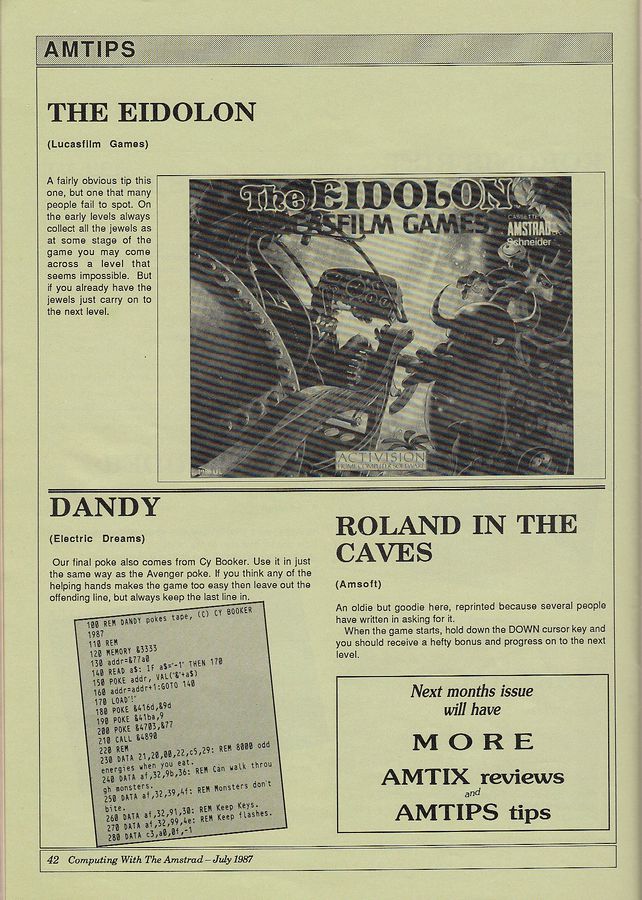 AMTIPS
THE EIDOLON
(Lucasfilm Games)
A fairly obvious tip this
one, but one that many
people fail to spot. On
the early levels always
collect all the jewels as
at some stage of the
game you may come
across a level that
seems impossible. But
if you already have the
jewels just carry on to
the next level.
The EIDOLON
LUCASFILM GAMES
CASSETTE
AMSTRAD
Schneider
ACTIVISION
HOME COMPUTER SOFTWARE
DANDY
(Electric Dreams)
Our final poke also comes from Cy Booker. Use it in just
the same way as the Avenger poke. If you think any of the
helping hands makes the game too easy then leave out the
offending line, but always keep the last line in.
100 REM DANDY pokes tape, (C) CY BOOKER
1987
110 REM
120 MEMORY &3333
130 addr=&77a0
140 READ a$: IF a$="-1" THEN 170
150 POKE addr, VAL("&"+a$)
160 addr=addr+1:GOTO 140
170 LOAD"!"
180 POKE &416d,&9d
190 POKE &41ba,9
200 POKE &4703,&77
210 CALL &4090
220 REM
230 DATA 21,20,00,22,c5,29: REM 8000 odd
energies when you eat.
240 DATA af,32,9b,36: REM Can walk throu
gh monsters.
250 DATA af,32,39,4f: REM Monsters don't
bite.
260 DATA af,32,91,30: REM Keep Keys.
270 DATA af,32,99,4e: REM Keep flashes.
280 DATA c3,a0,0f,-1
ROLAND IN THE
CAVES
(Amsoft)
An oldie but goodie here, reprinted because several people
have written in asking for it.
When the game starts, hold down the DOWN cursor key and
you should receive a hefty bonus and progress on to the next
level.
Next months issue
will have
MORE
AMTIX reviews
and
AMTIPS tips
42 Computing With The Amstrad – July 1987